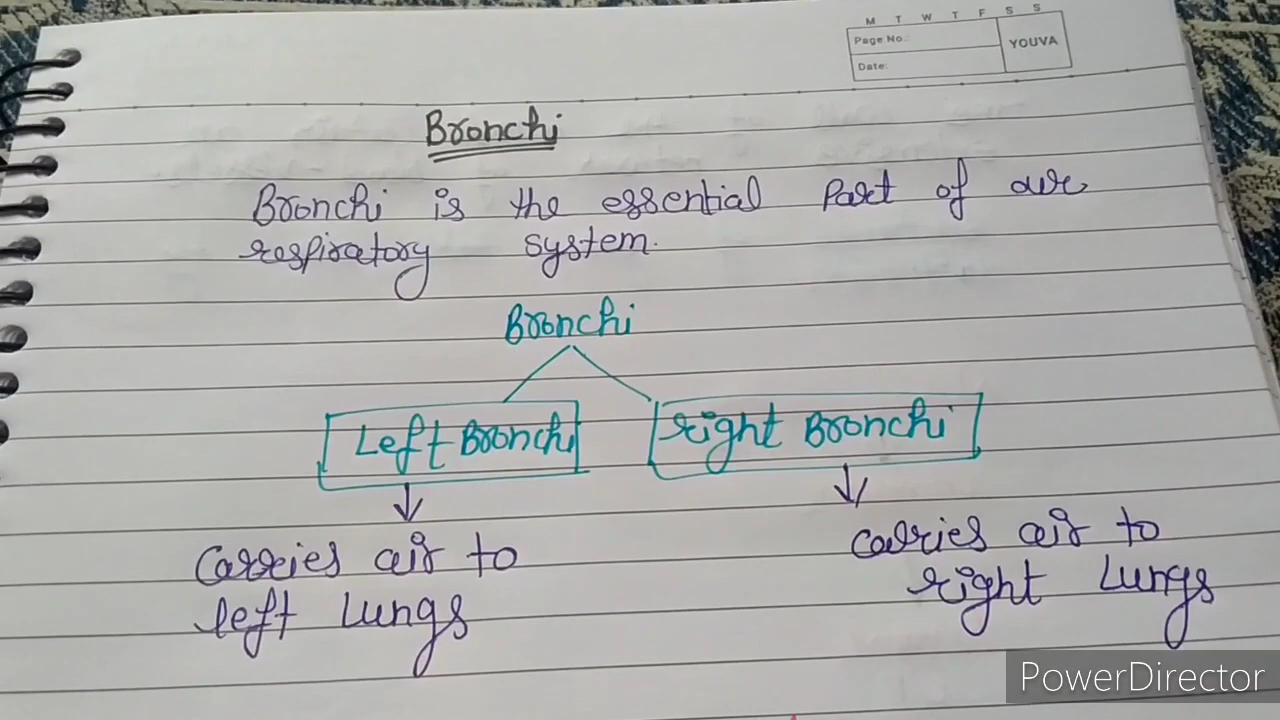 M T W T F S S
Page No.:
YOUVA
Date:
Bronchi
Bronchi is the essential Part of our
respiratory system.
Bronchi
Left Bronchi
right Bronchi
Carries air to
left Lungs
Carries air to
right Lungs
PowerDirector